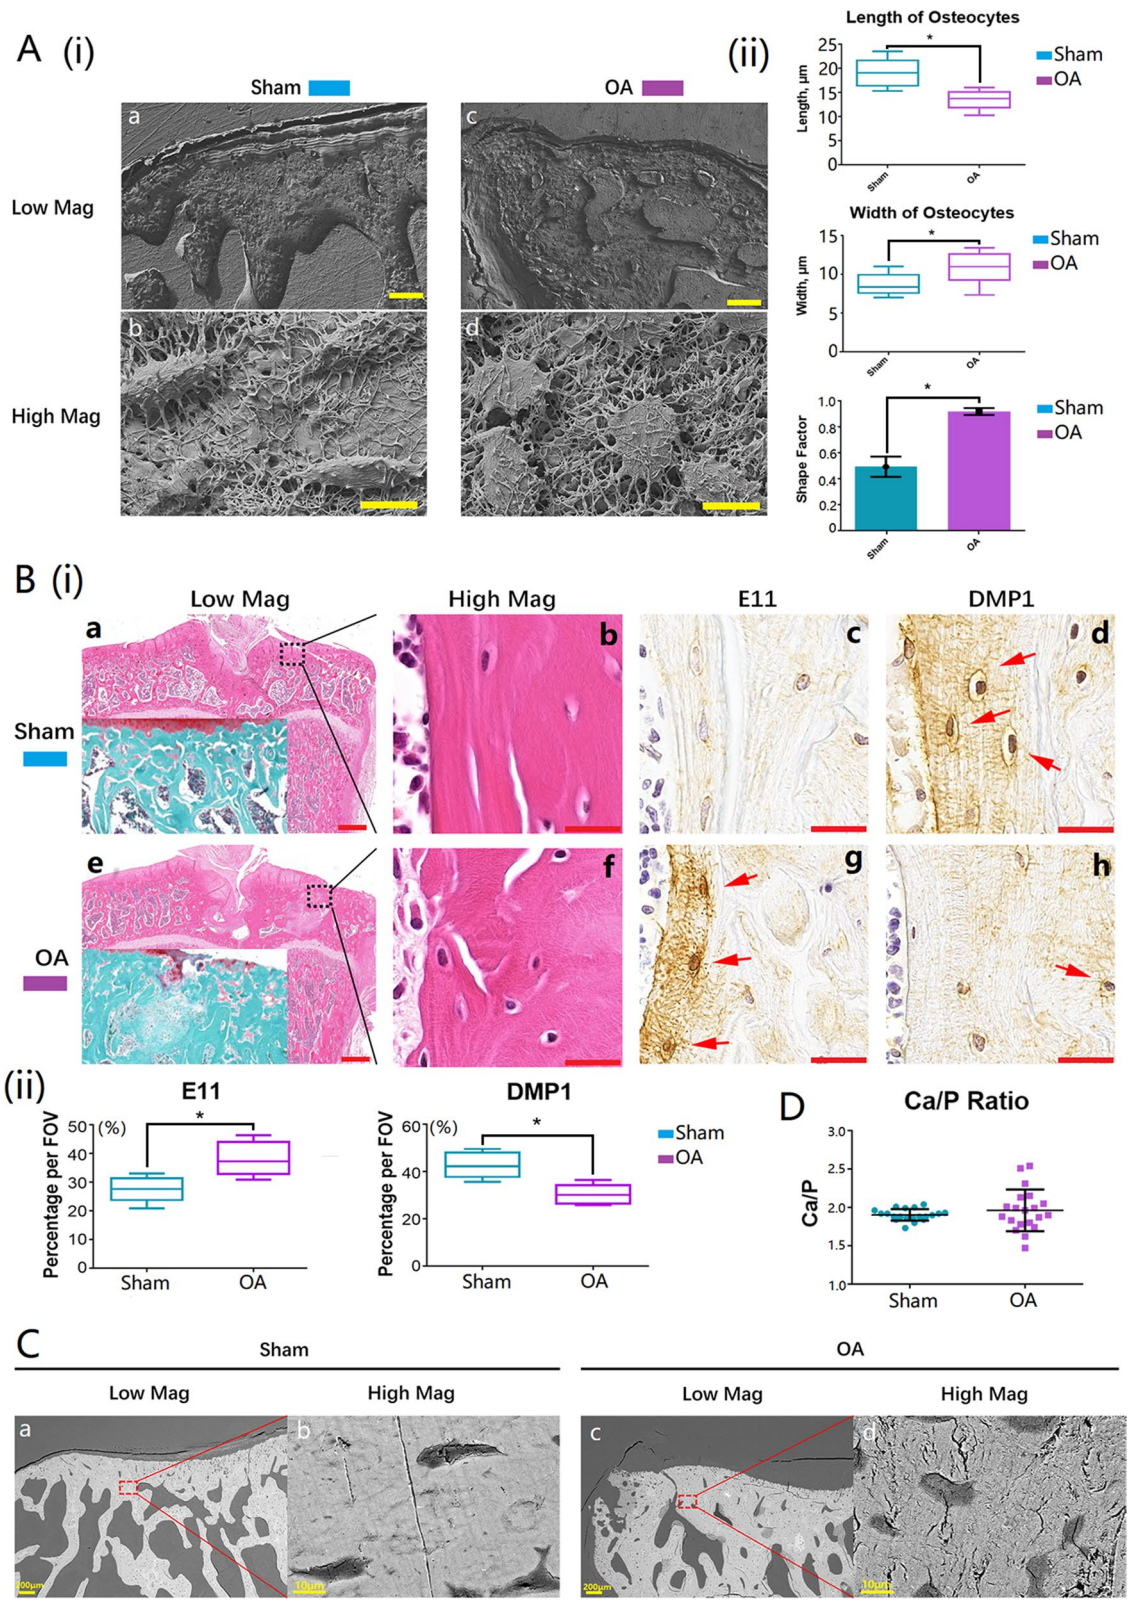 A (i)
Sham
OA
a
c
Low Mag
b
d
High Mag
(ii)
Length of Osteocytes
*
25
20
15
10
5
0
Length, µm
Sham
OA
Sham
OA
Width of Osteocytes
*
15
10
5
0
Width, µm
Sham
OA
Sham
OA
*
1.0
0.8
0.6
0.4
0.2
0
Shape Factor
Sham
OA
Sham
OA
B (i)
Low Mag
High Mag
E11
DMP1
a
b
c
d
Sham
e
f
g
h
OA
(ii)
E11
(%)
*
50
40
30
20
10
0
Percentage per FOV
Sham
OA
DMP1
(%)
*
60
40
20
0
Percentage per FOV
Sham
OA
Sham
OA
D
Ca/P Ratio
3.0
2.5
2.0
1.5
1.0
Ca/P
Sham
OA
C
Sham
OA
Low Mag
High Mag
Low Mag
High Mag
a
b
c
d
200µm
10µm
200µm
10µm